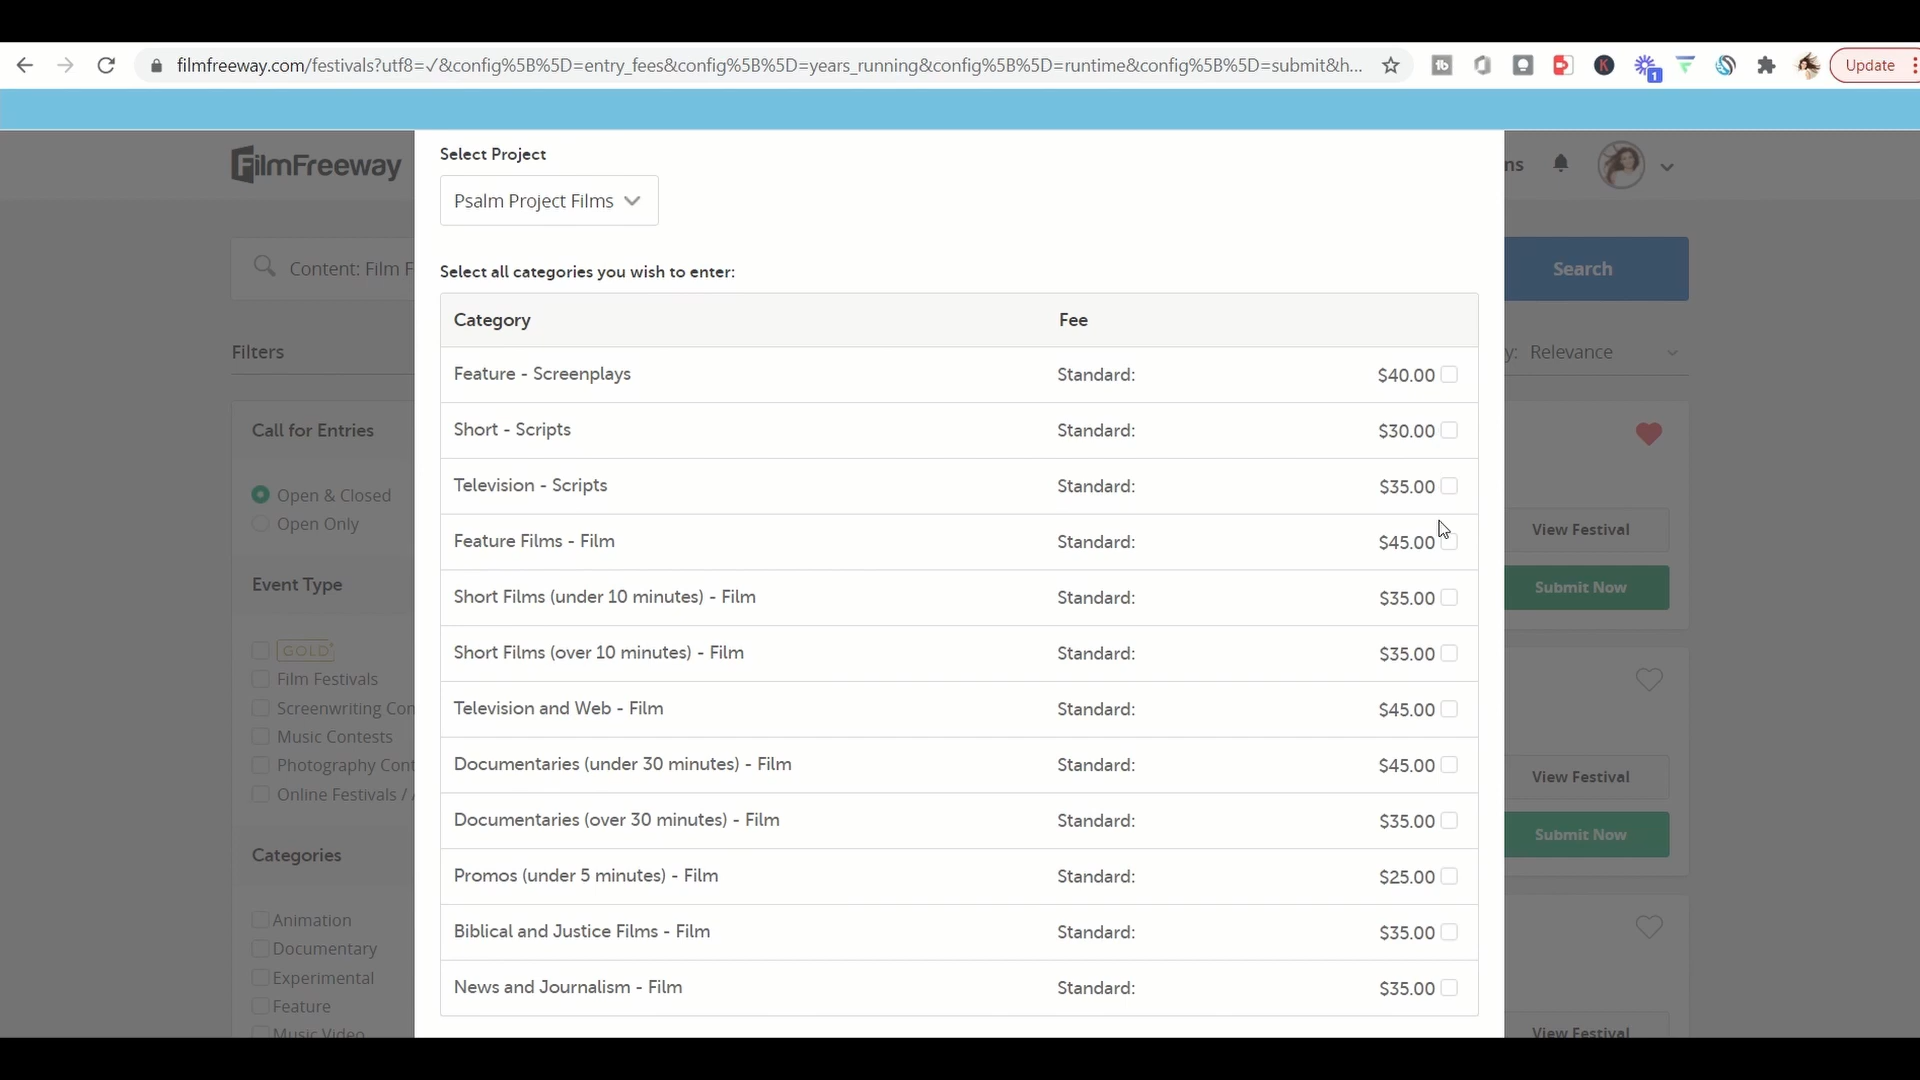 filmfreeway.com/festivals?utf8=✓&config%5B%5D=entry_fees&config%5B%5D=years_running&config%5B%5D=runtime&config%5B%5D=submit&h...
1
Update
Select Project
FilmFreeway
ns
Psalm Project Films
Content: Film F
Search
Select all categories you wish to enter:
Category Fee
Filters
y: Relevance
Feature - Screenplays Standard: $40.00
Call for Entries
Short - Scripts Standard: $30.00
Open & Closed
Television - Scripts Standard: $35.00
Open Only
View Festival
Feature Films - Film Standard: $45.00
Event Type
Submit Now
Short Films (under 10 minutes) - Film Standard: $35.00
GOLD
Short Films (over 10 minutes) - Film Standard: $35.00
Film Festivals
Screenwriting Con
Television and Web - Film Standard: $45.00
Music Contests
Photography Cont
Documentaries (under 30 minutes) - Film Standard: $45.00
View Festival
Online Festivals /
Documentaries (over 30 minutes) - Film Standard: $35.00
Submit Now
Categories
Promos (under 5 minutes) - Film Standard: $25.00
Animation
Biblical and Justice Films - Film Standard: $35.00
Documentary
Experimental
News and Journalism - Film Standard: $35.00
Feature
Music Video
View Festival